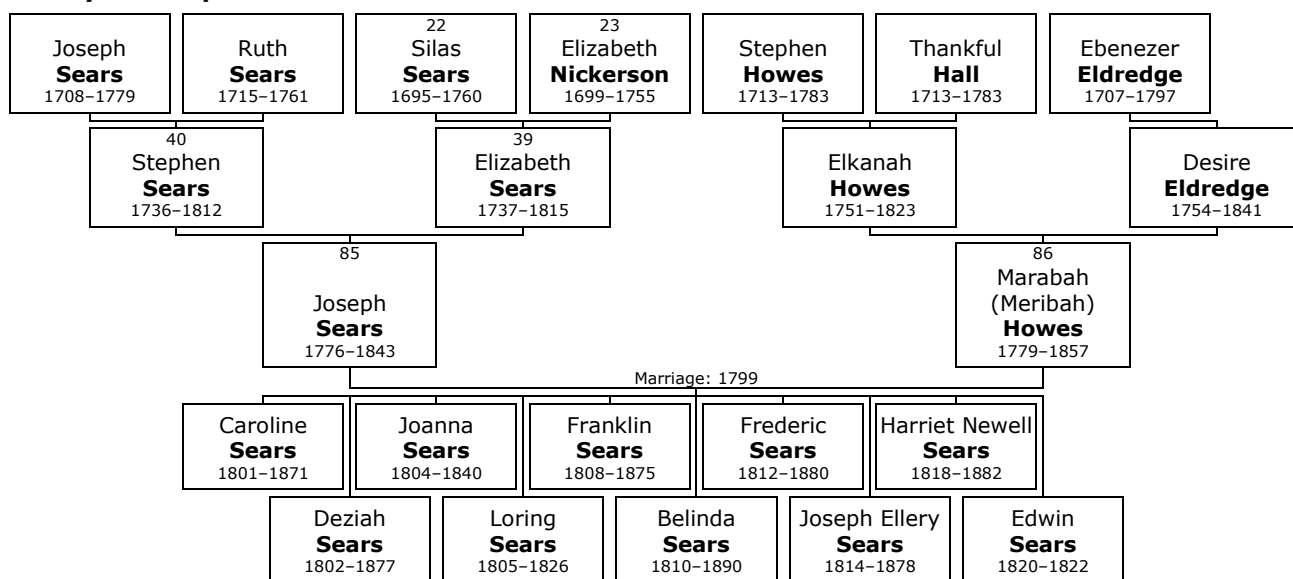 22
23
Joseph
Sears
1708–1779
Ruth
Sears
1715–1761
Silas
Sears
1695–1760
Elizabeth
Nickerson
1699–1755
Stephen
Howes
1713–1783
Thankful
Hall
1713–1783
Ebenezer
Eldredge
1707–1797
40
Stephen
Sears
1736–1812
39
Elizabeth
Sears
1737–1815
Elkanah
Howes
1751–1823
Desire
Eldredge
1754–1841
85
Joseph
Sears
1776–1843
86
Marabah
(Meribah)
Howes
1779–1857
Marriage: 1799
Caroline
Sears
1801–1871
Joanna
Sears
1804–1840
Franklin
Sears
1808–1875
Frederic
Sears
1812–1880
Harriet Newell
Sears
1818–1882
Deziah
Sears
1802–1877
Loring
Sears
1805–1826
Belinda
Sears
1810–1890
Joseph Ellery
Sears
1814–1878
Edwin
Sears
1820–1822